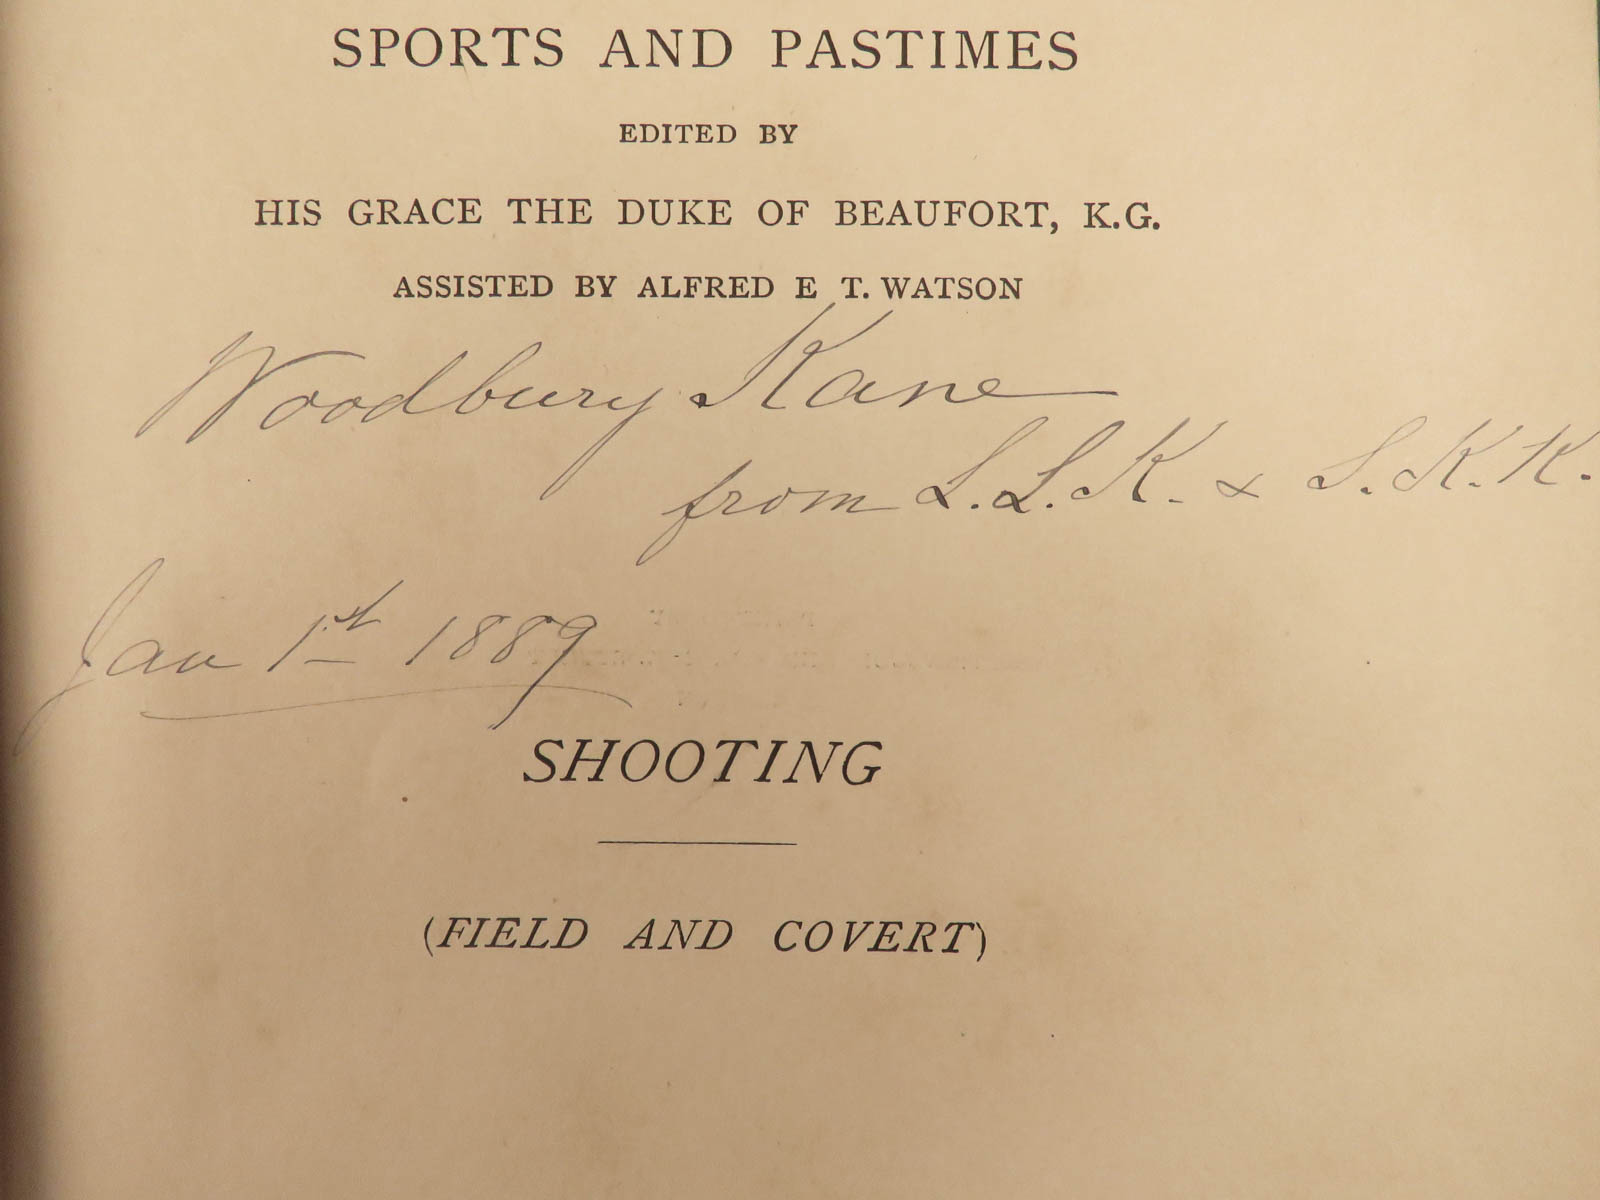 SPORTS AND PASTIMES
EDITED BY
HIS GRACE THE DUKE OF BEAUFORT, K.G.
ASSISTED BY ALFRED E T. WATSON
Woodbury Kane
from L.L.K. & S.K.K.
Jan 1st 1889
SHOOTING
(FIELD AND COVERT)